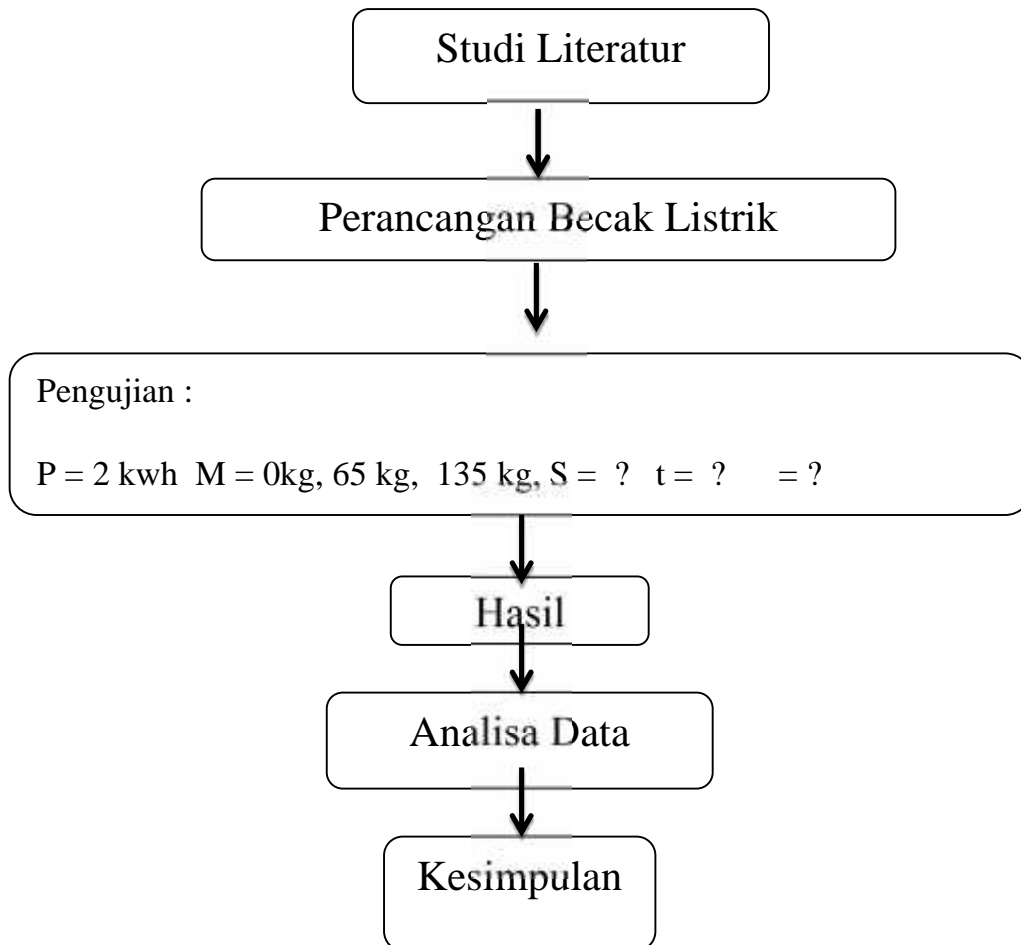 Studi Literatur
Perancangan Becak Listrik
Pengujian :
P = 2 kwh M = 0kg, 65 kg, 135 kg, S = ? t = ? = ?
Hasil
Analisa Data
Kesimpulan